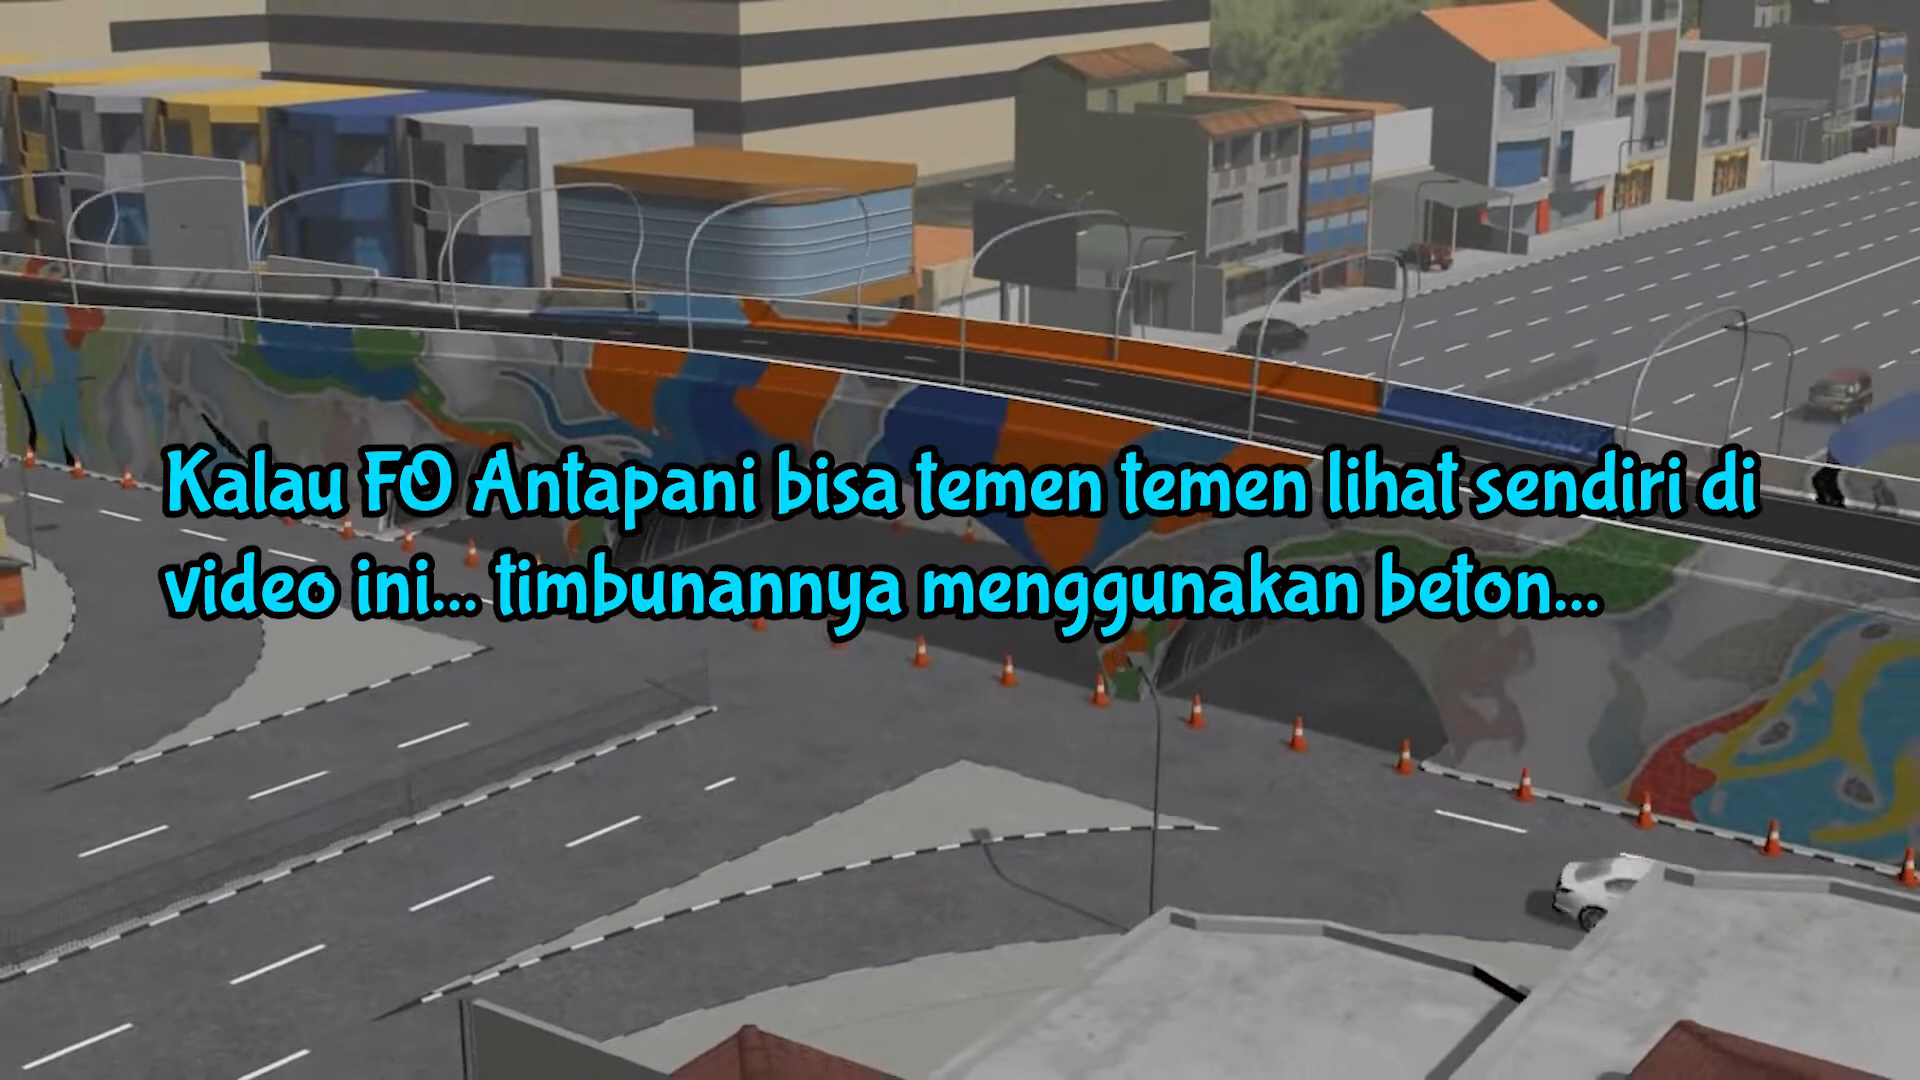 Kalau FO Antapani bisa temen temen lihat sendiri di
video ini... timbunannya menggunakan beton...